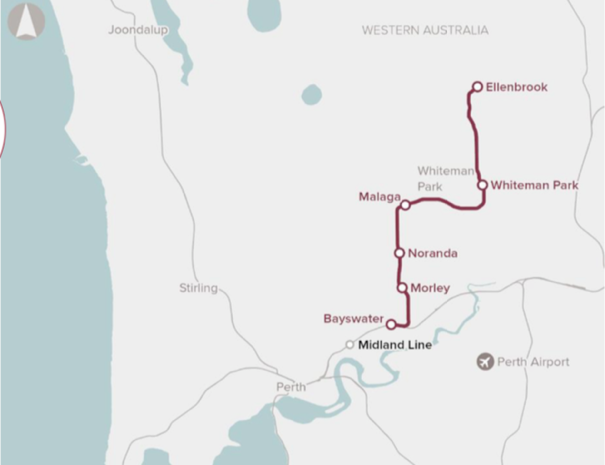 Joondalup
WESTERN AUSTRALIA
Ellenbrook
Whiteman
Park
Whiteman Park
Malaga
Noranda
Stirling
Morley
Bayswater
Midland Line
Perth Airport
Perth